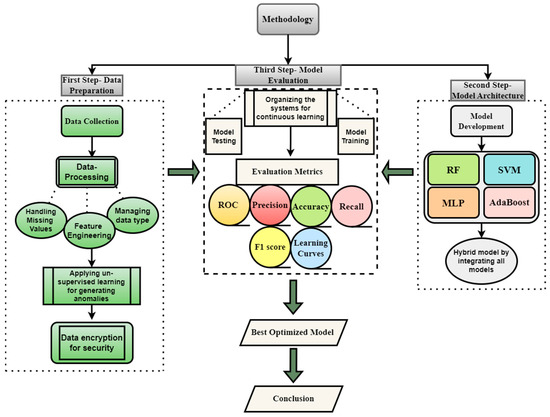 Methodology
First Step- Data
Preparation
Data Collection
Data-
Processing
Handling
Missing
Values
Feature
Engineering
Managing
data type
Applying un-
supervised learning
for generating
anomalies
Data encryption
for security
Third Step- Model
Evaluation
Organizing the
systems for
continuous learning
Model
Testing
Model
Training
Evaluation Metrics
ROC
Precision
Accuracy
Recall
F1 score
Learning
Curves
Best Optimized Model
Conclusion
Second Step-
Model Architecture
Model
Development
RF
SVM
MLP
AdaBoost
Hybrid model by
integrating all
models